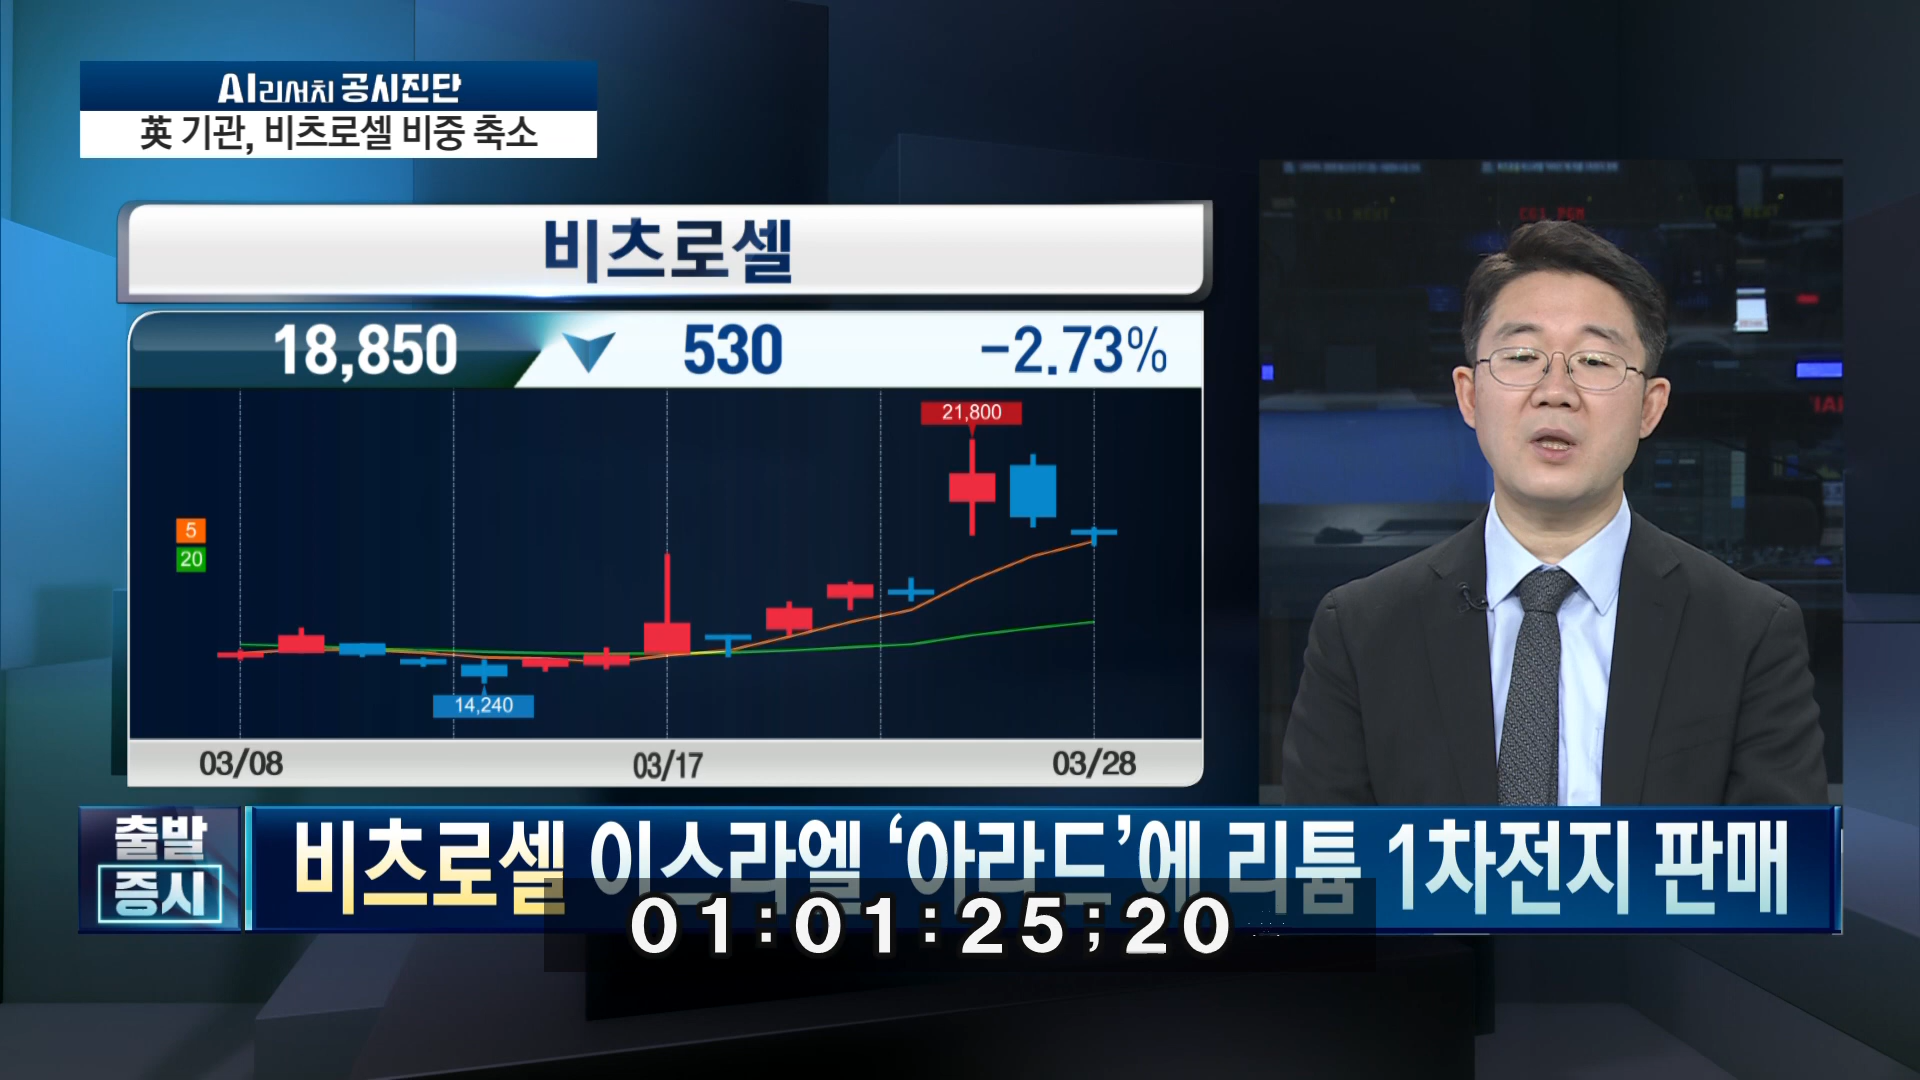 AI리서치 공시진단
英 기관, 비츠로셀 비중 축소
비츠로셀
18,850 530 -2.73%
21,800
5
20
14,240
03/08 03/17 03/28
출발
증시
비츠로셀 이스라엘 ‘아라드’에 리튬 1차전지 판매
01:01:25;20
CG1 PGM